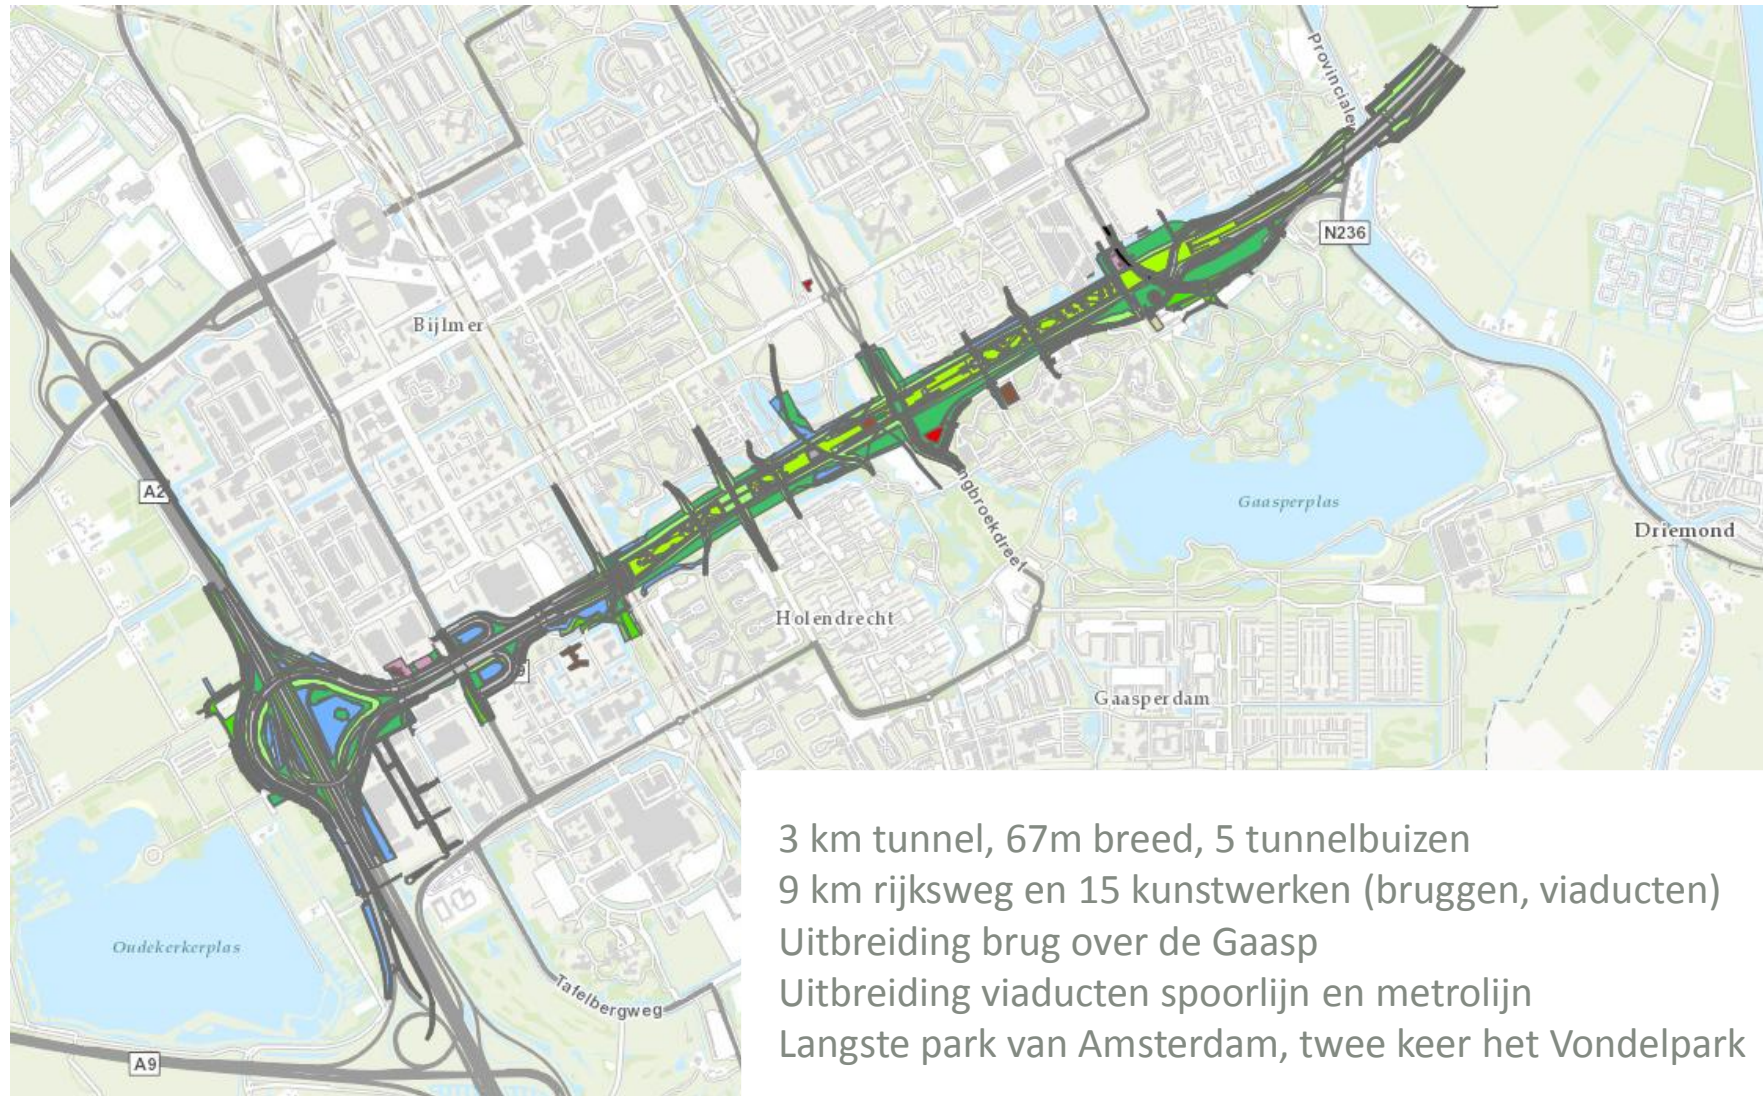 Provinciale
N236
Bijlmer
A2
Gaasperplas
ngbroekdreef
Driemond
Holendrecht
9
Gaasperdam
Oudekerkerplas
Tafelbergweg
A9
3 km tunnel, 67m breed, 5 tunnelbuizen
9 km rijksweg en 15 kunstwerken (bruggen, viaducten)
Uitbreiding brug over de Gaasp
Uitbreiding viaducten spoorlijn en metrolijn
Langste park van Amsterdam, twee keer het Vondelpark